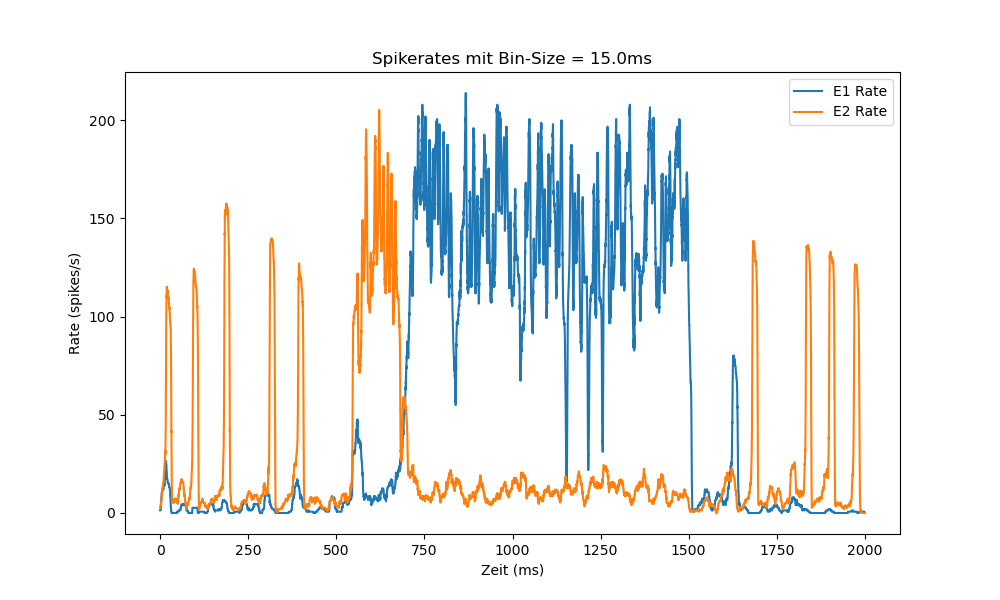 Spikerates mit Bin-Size = 15.0ms
E1 Rate
E2 Rate
Rate (spikes/s)
200
150
100
50
0
0 250 500 750 1000 1250 1500 1750 2000
Zeit (ms)